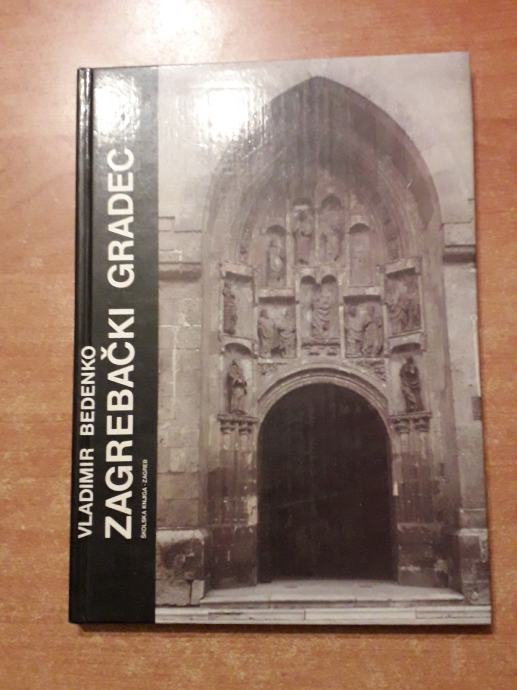 VLADIMIR BEDENKO
ZAGREBAČKI GRADEC
ŠKOLSKA KNJIGA - ZAGREB